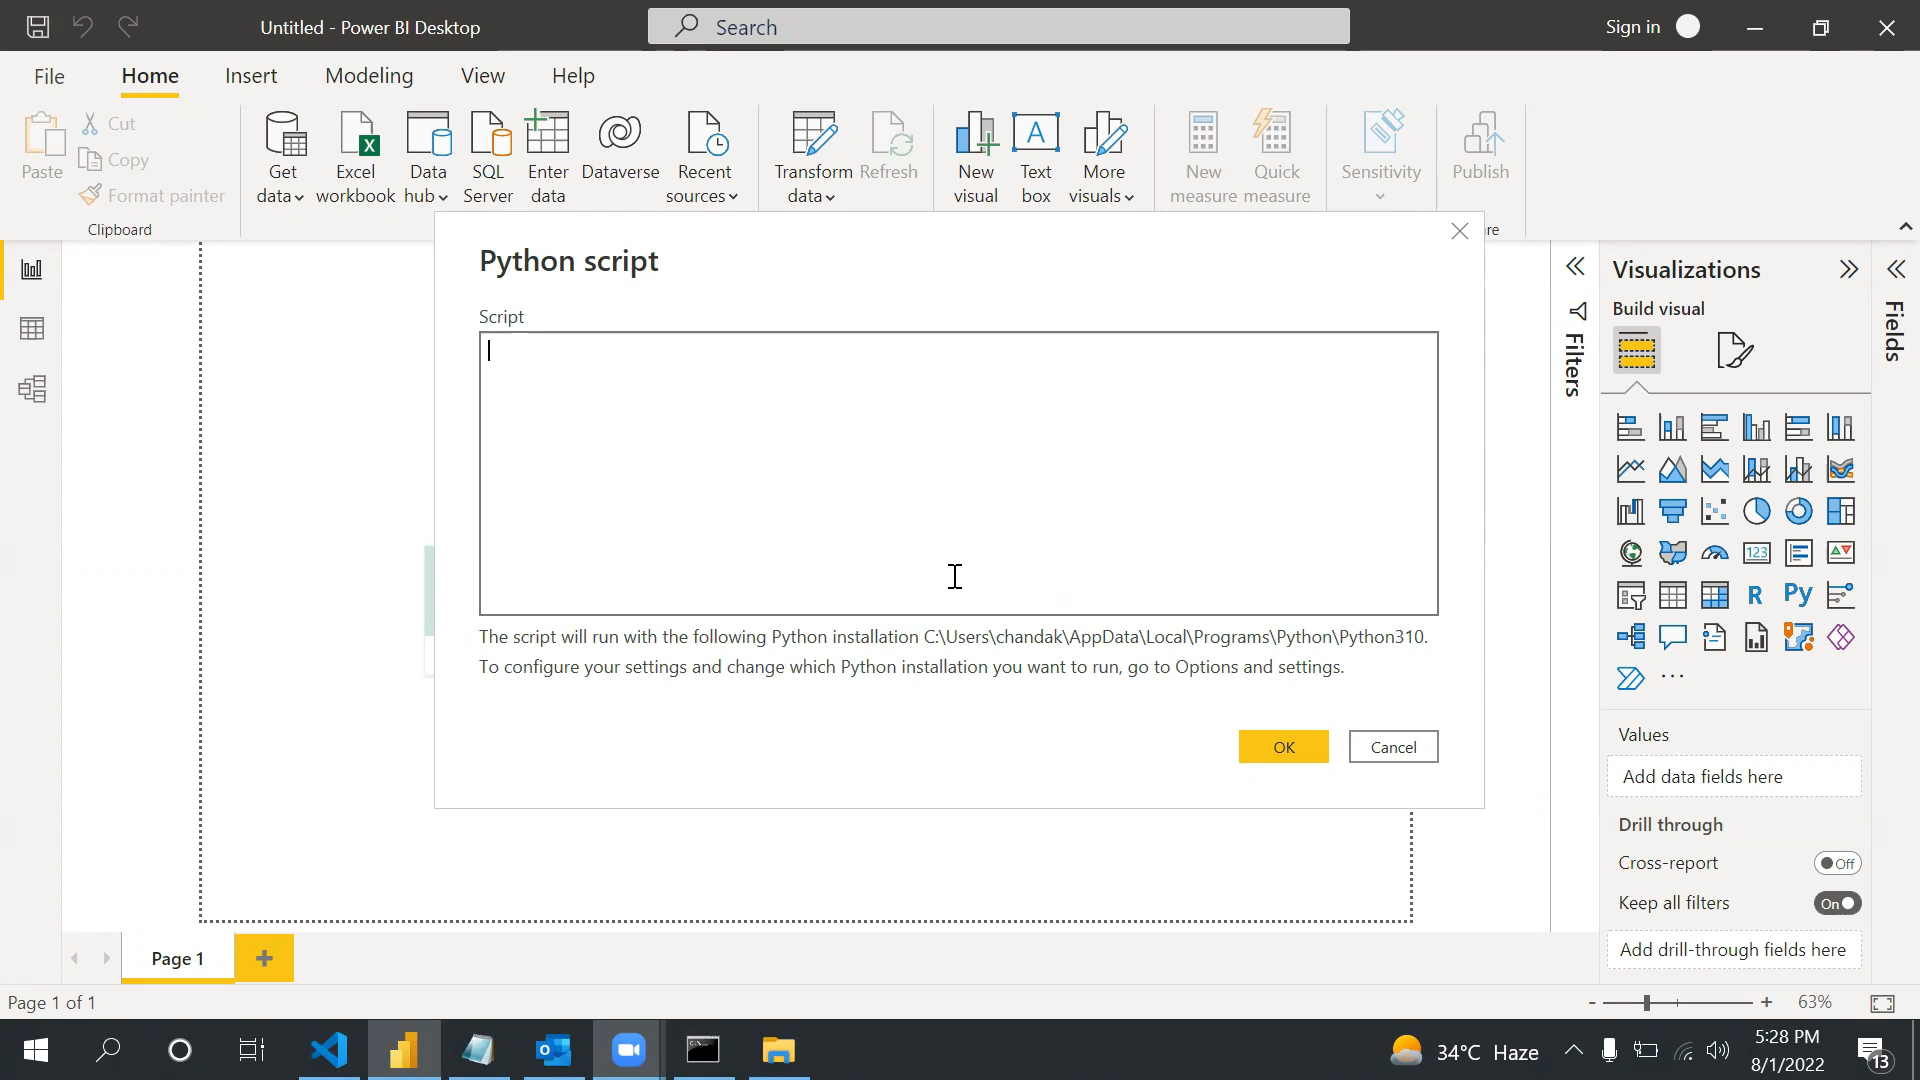 Untitled - Power BI Desktop
Search
Sign in
File
Home
Insert
Modeling
View
Help
Paste
Cut
Copy
Format painter
Clipboard
Get data
Excel workbook
Data hub
SQL Server
Enter data
Dataverse
Recent sources
Transform data
Refresh
New visual
A
Text box
More visuals
New measure
Quick measure
Sensitivity
Publish
re
Python script
Script
The script will run with the following Python installation C:\Users\chandak\AppData\Local\Programs\Python\Python310.
To configure your settings and change which Python installation you want to run, go to Options and settings.
OK
Cancel
Filters
Visualizations
Build visual
Fields
123
R
Py
Values
Add data fields here
Drill through
Cross-report
Off
Keep all filters
On
Add drill-through fields here
Page 1
Page 1 of 1
63%
34°C Haze
5:28 PM
8/1/2022
13